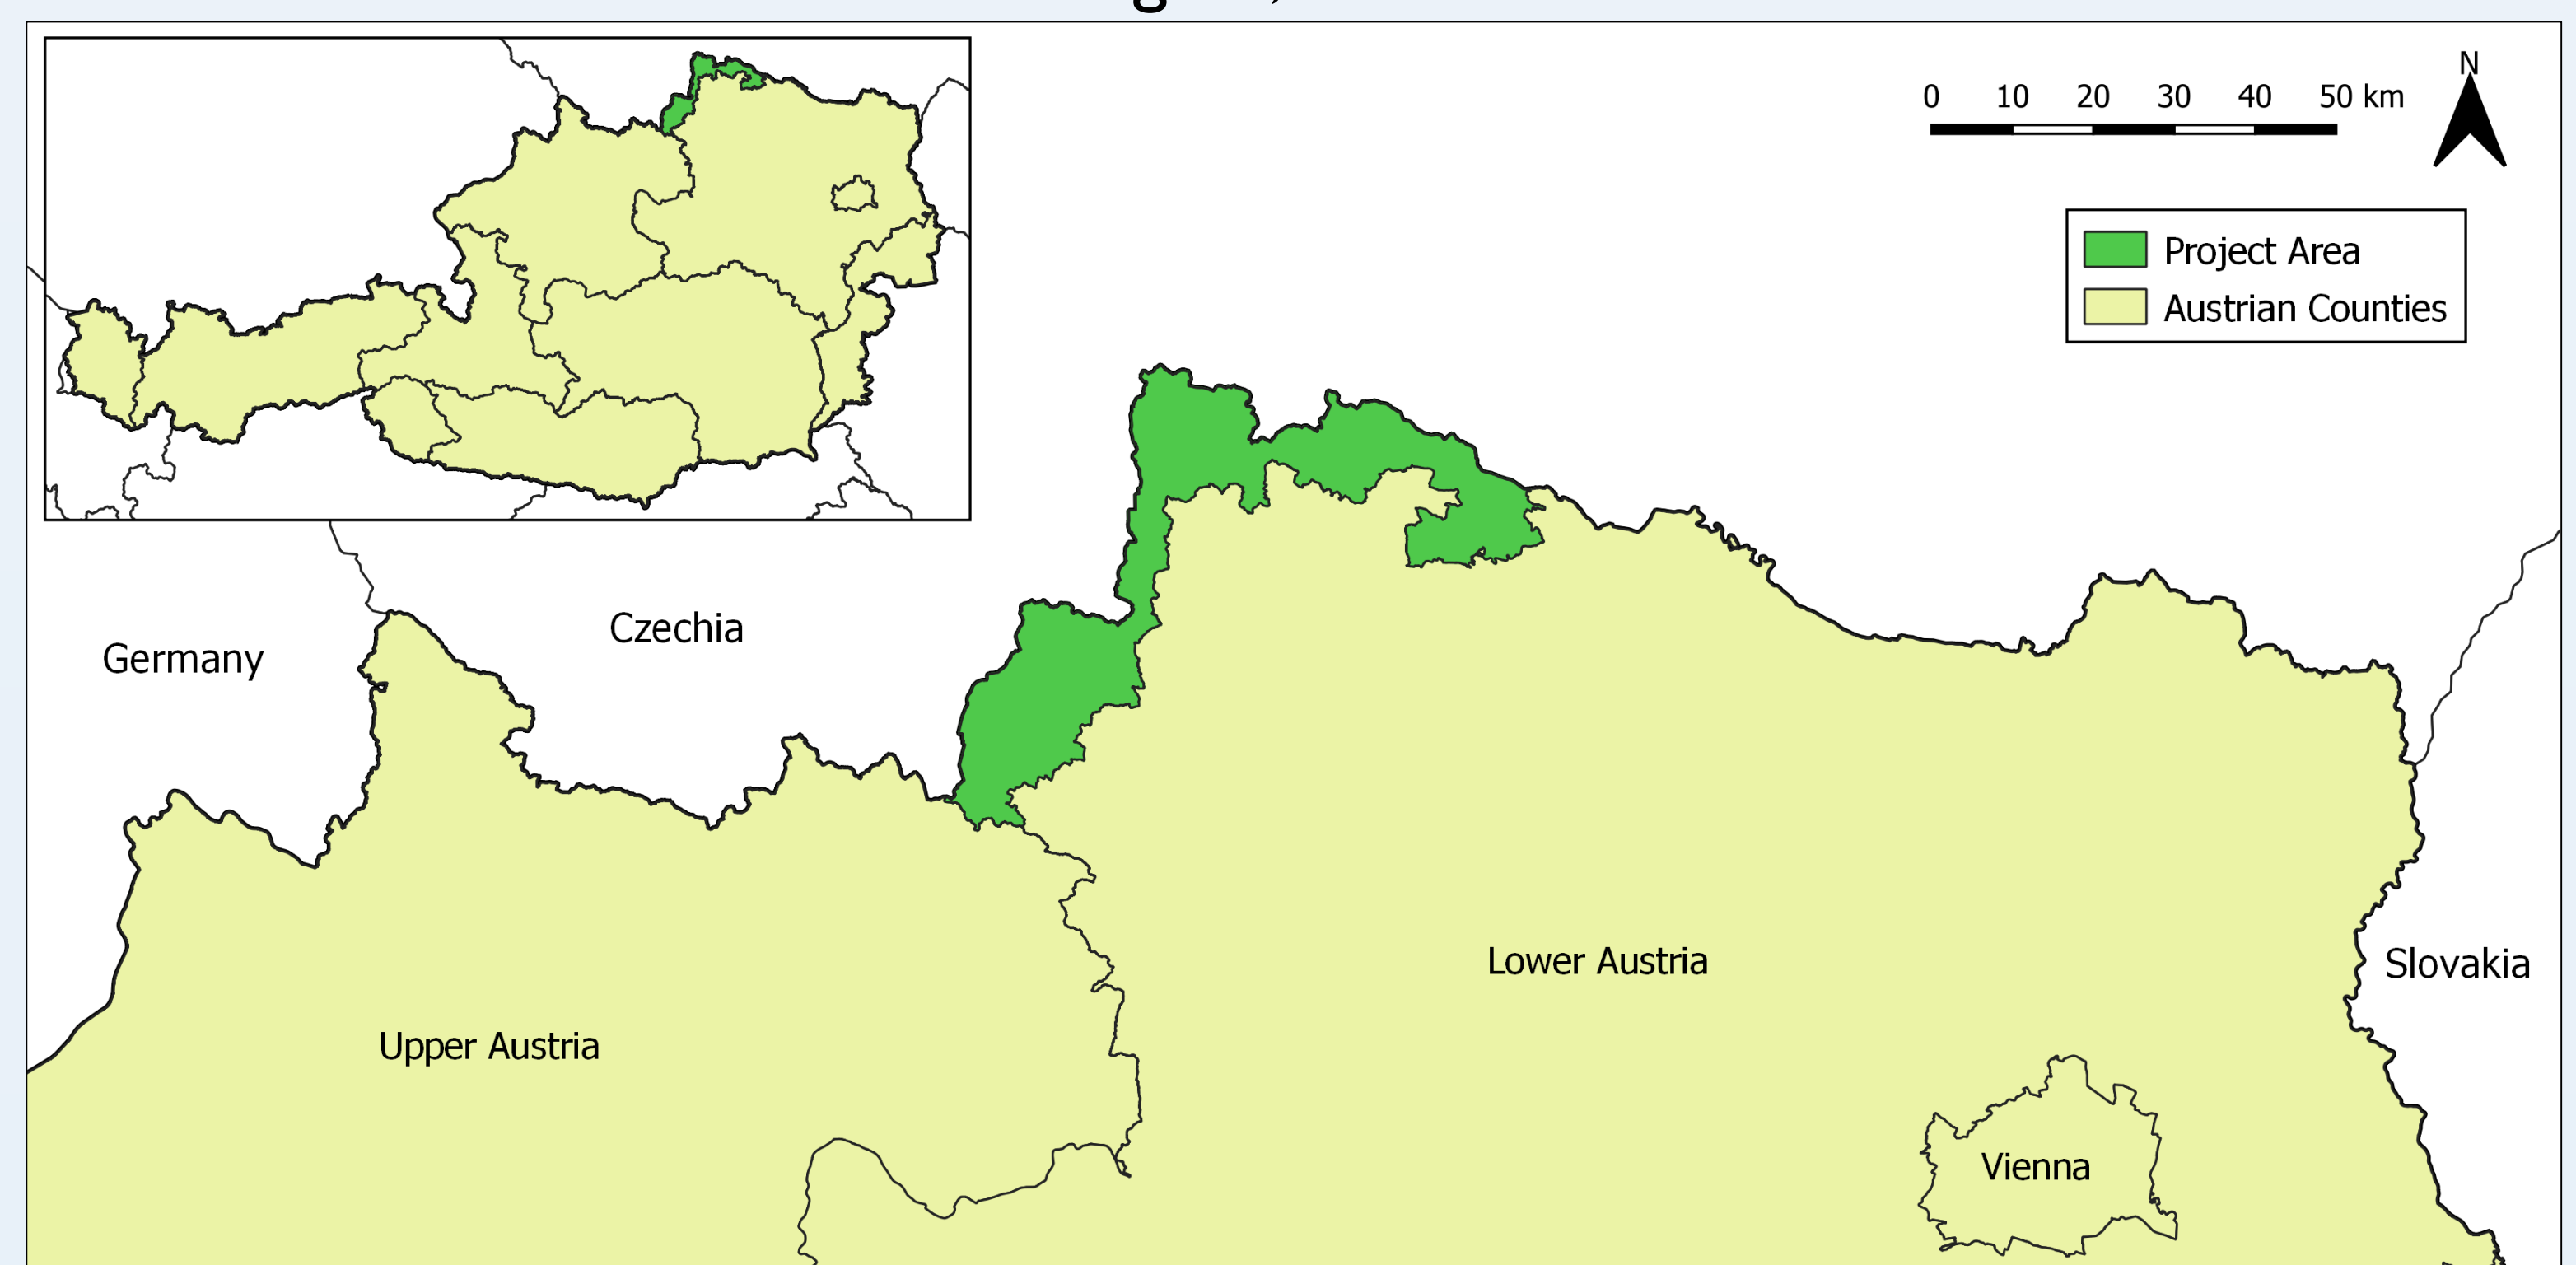 N
0 10 20 30 40 50 km
Project Area
Austrian Counties
Czechia
Germany
Lower Austria
Slovakia
Upper Austria
Vienna